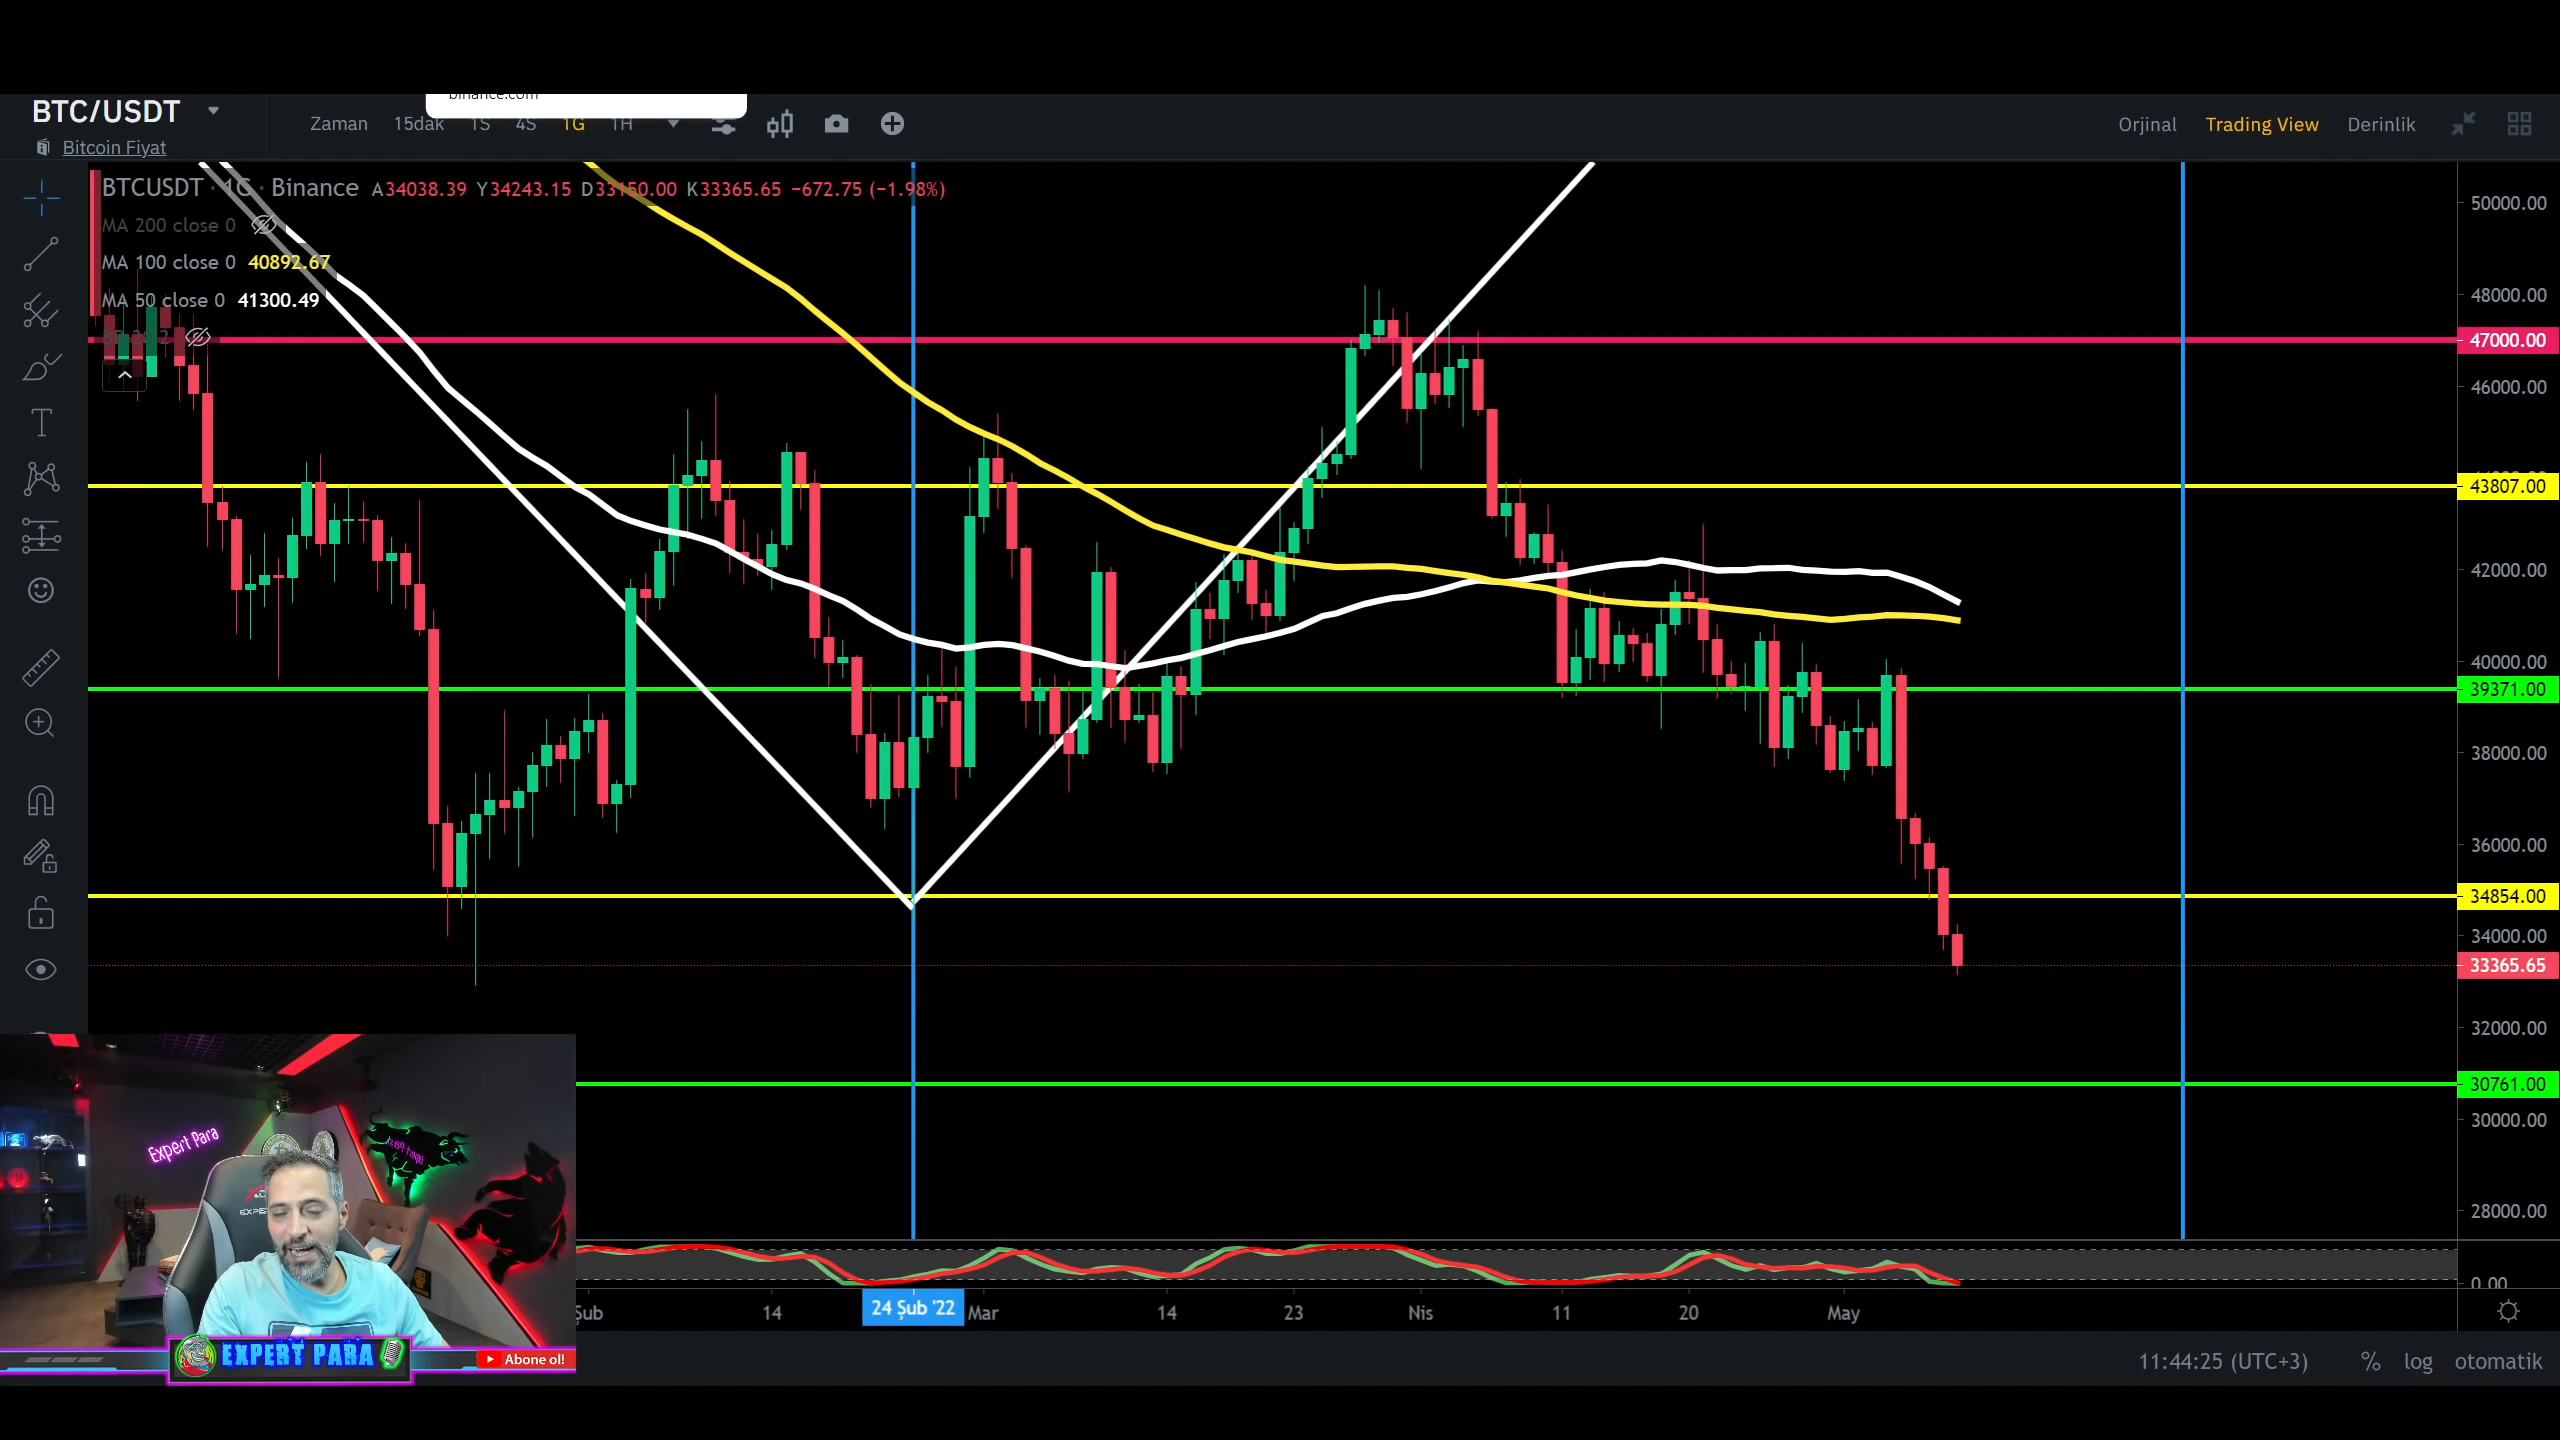 binance.com
BTC/USDT
Bitcoin Fiyat
Zaman 15dak 1S 4S 1G 1H
Orjinal Trading View Derinlik
BTCUSDT · 1G · Binance A34038.39 Y34243.15 D33150.00 K33365.65 −672.75 (−1.98%)
MA 200 close 0
MA 100 close 0 40892.67
MA 50 close 0 41300.49
50000.00
48000.00
47000.00
46000.00
43807.00
42000.00
40000.00
39371.00
38000.00
36000.00
34854.00
34000.00
33365.65
32000.00
30761.00
30000.00
28000.00
0.00
Şub 14 24 Şub '22 Mar 14 23 Nis 11 20 May
11:44:25 (UTC+3) % log otomatik
Expert Para
EXPERT PARA
Abone ol!